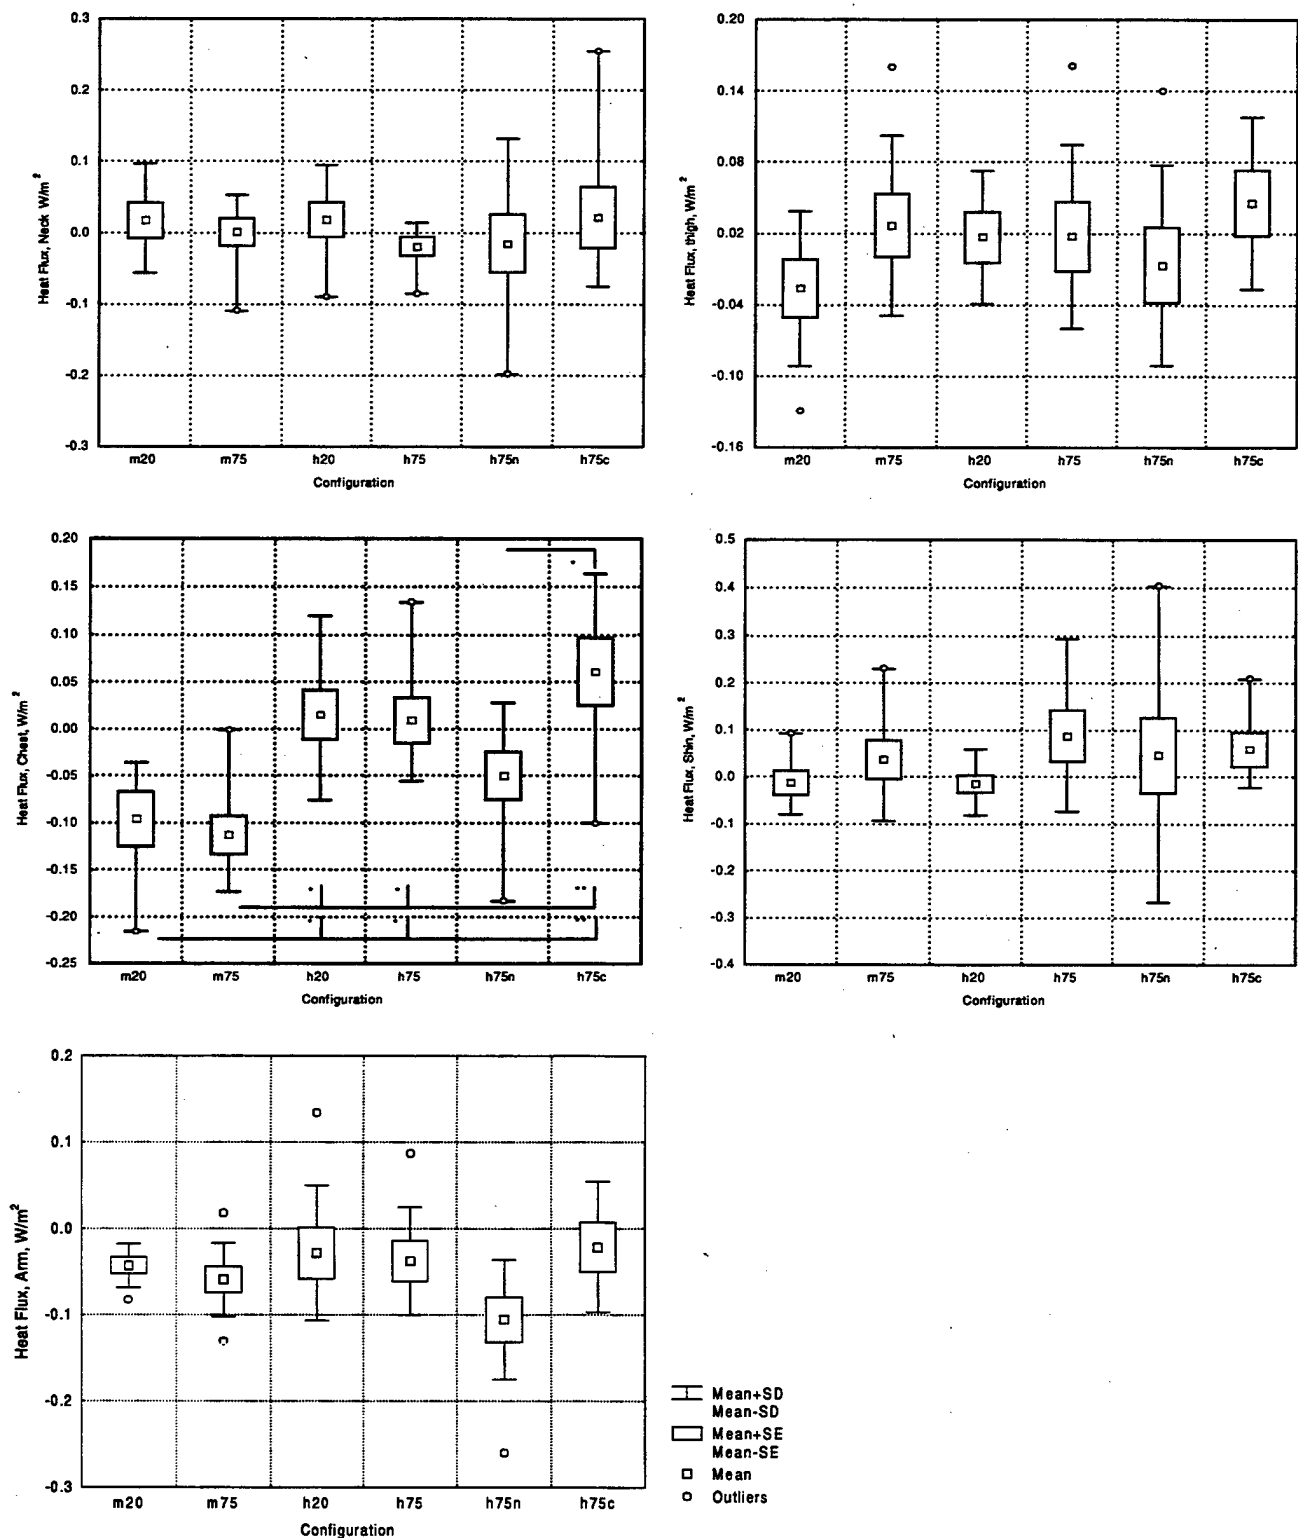 0.3
0.2
0.1
0.0
-0.1
-0.2
-0.3
Heat Flux, Neck W/m²
m20 m75 h20 h75 h75n h75c
Configuration
0.20
0.14
0.08
0.02
-0.04
-0.10
-0.16
Heat Flux, thigh, W/m²
m20 m75 h20 h75 h75n h75c
Configuration
0.20
0.15
0.10
0.05
0.00
-0.05
-0.10
-0.15
-0.20
-0.25
Heat Flux, Chest, W/m²
m20 m75 h20 h75 h75n h75c
Configuration
0.5
0.4
0.3
0.2
0.1
0.0
-0.1
-0.2
-0.3
-0.4
Heat Flux, Shin, W/m²
m20 m75 h20 h75 h75n h75c
Configuration
0.2
0.1
0.0
-0.1
-0.2
-0.3
Heat Flux, Arm, W/m²
m20 m75 h20 h75 h75n h75c
Configuration
Mean+SD
Mean-SD
Mean+SE
Mean-SE
Mean
Outliers